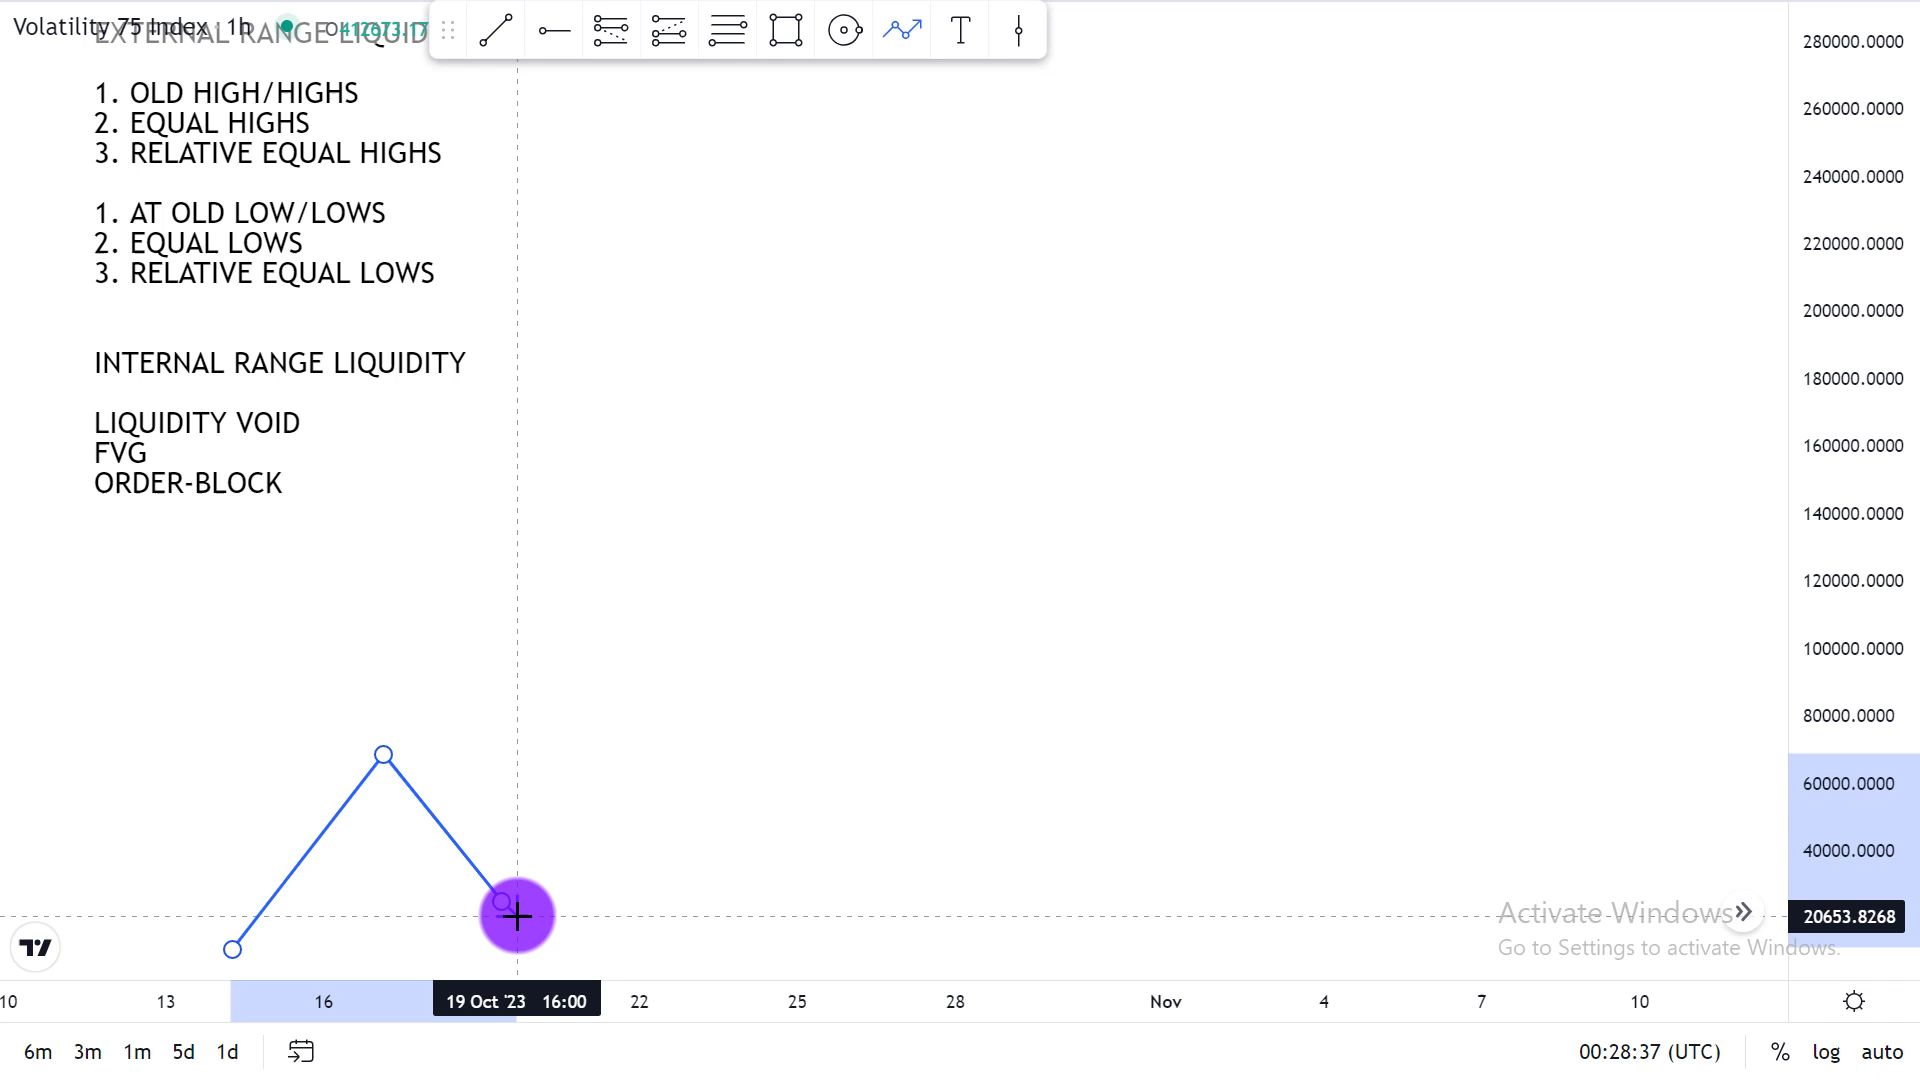 Volatility 75 Index · 1h O412673.17
EXTERNAL RANGE LIQUID
1. OLD HIGH/HIGHS
2. EQUAL HIGHS
3. RELATIVE EQUAL HIGHS
1. AT OLD LOW/LOWS
2. EQUAL LOWS
3. RELATIVE EQUAL LOWS
INTERNAL RANGE LIQUIDITY
LIQUIDITY VOID
FVG
ORDER-BLOCK
280000.0000
260000.0000
240000.0000
220000.0000
200000.0000
180000.0000
160000.0000
140000.0000
120000.0000
100000.0000
80000.0000
60000.0000
40000.0000
20653.8268
Activate Windows
Go to Settings to activate Windows.
10 13 16 19 Oct '23 16:00 22 25 28 Nov 4 7 10
6m 3m 1m 5d 1d 00:28:37 (UTC) % log auto